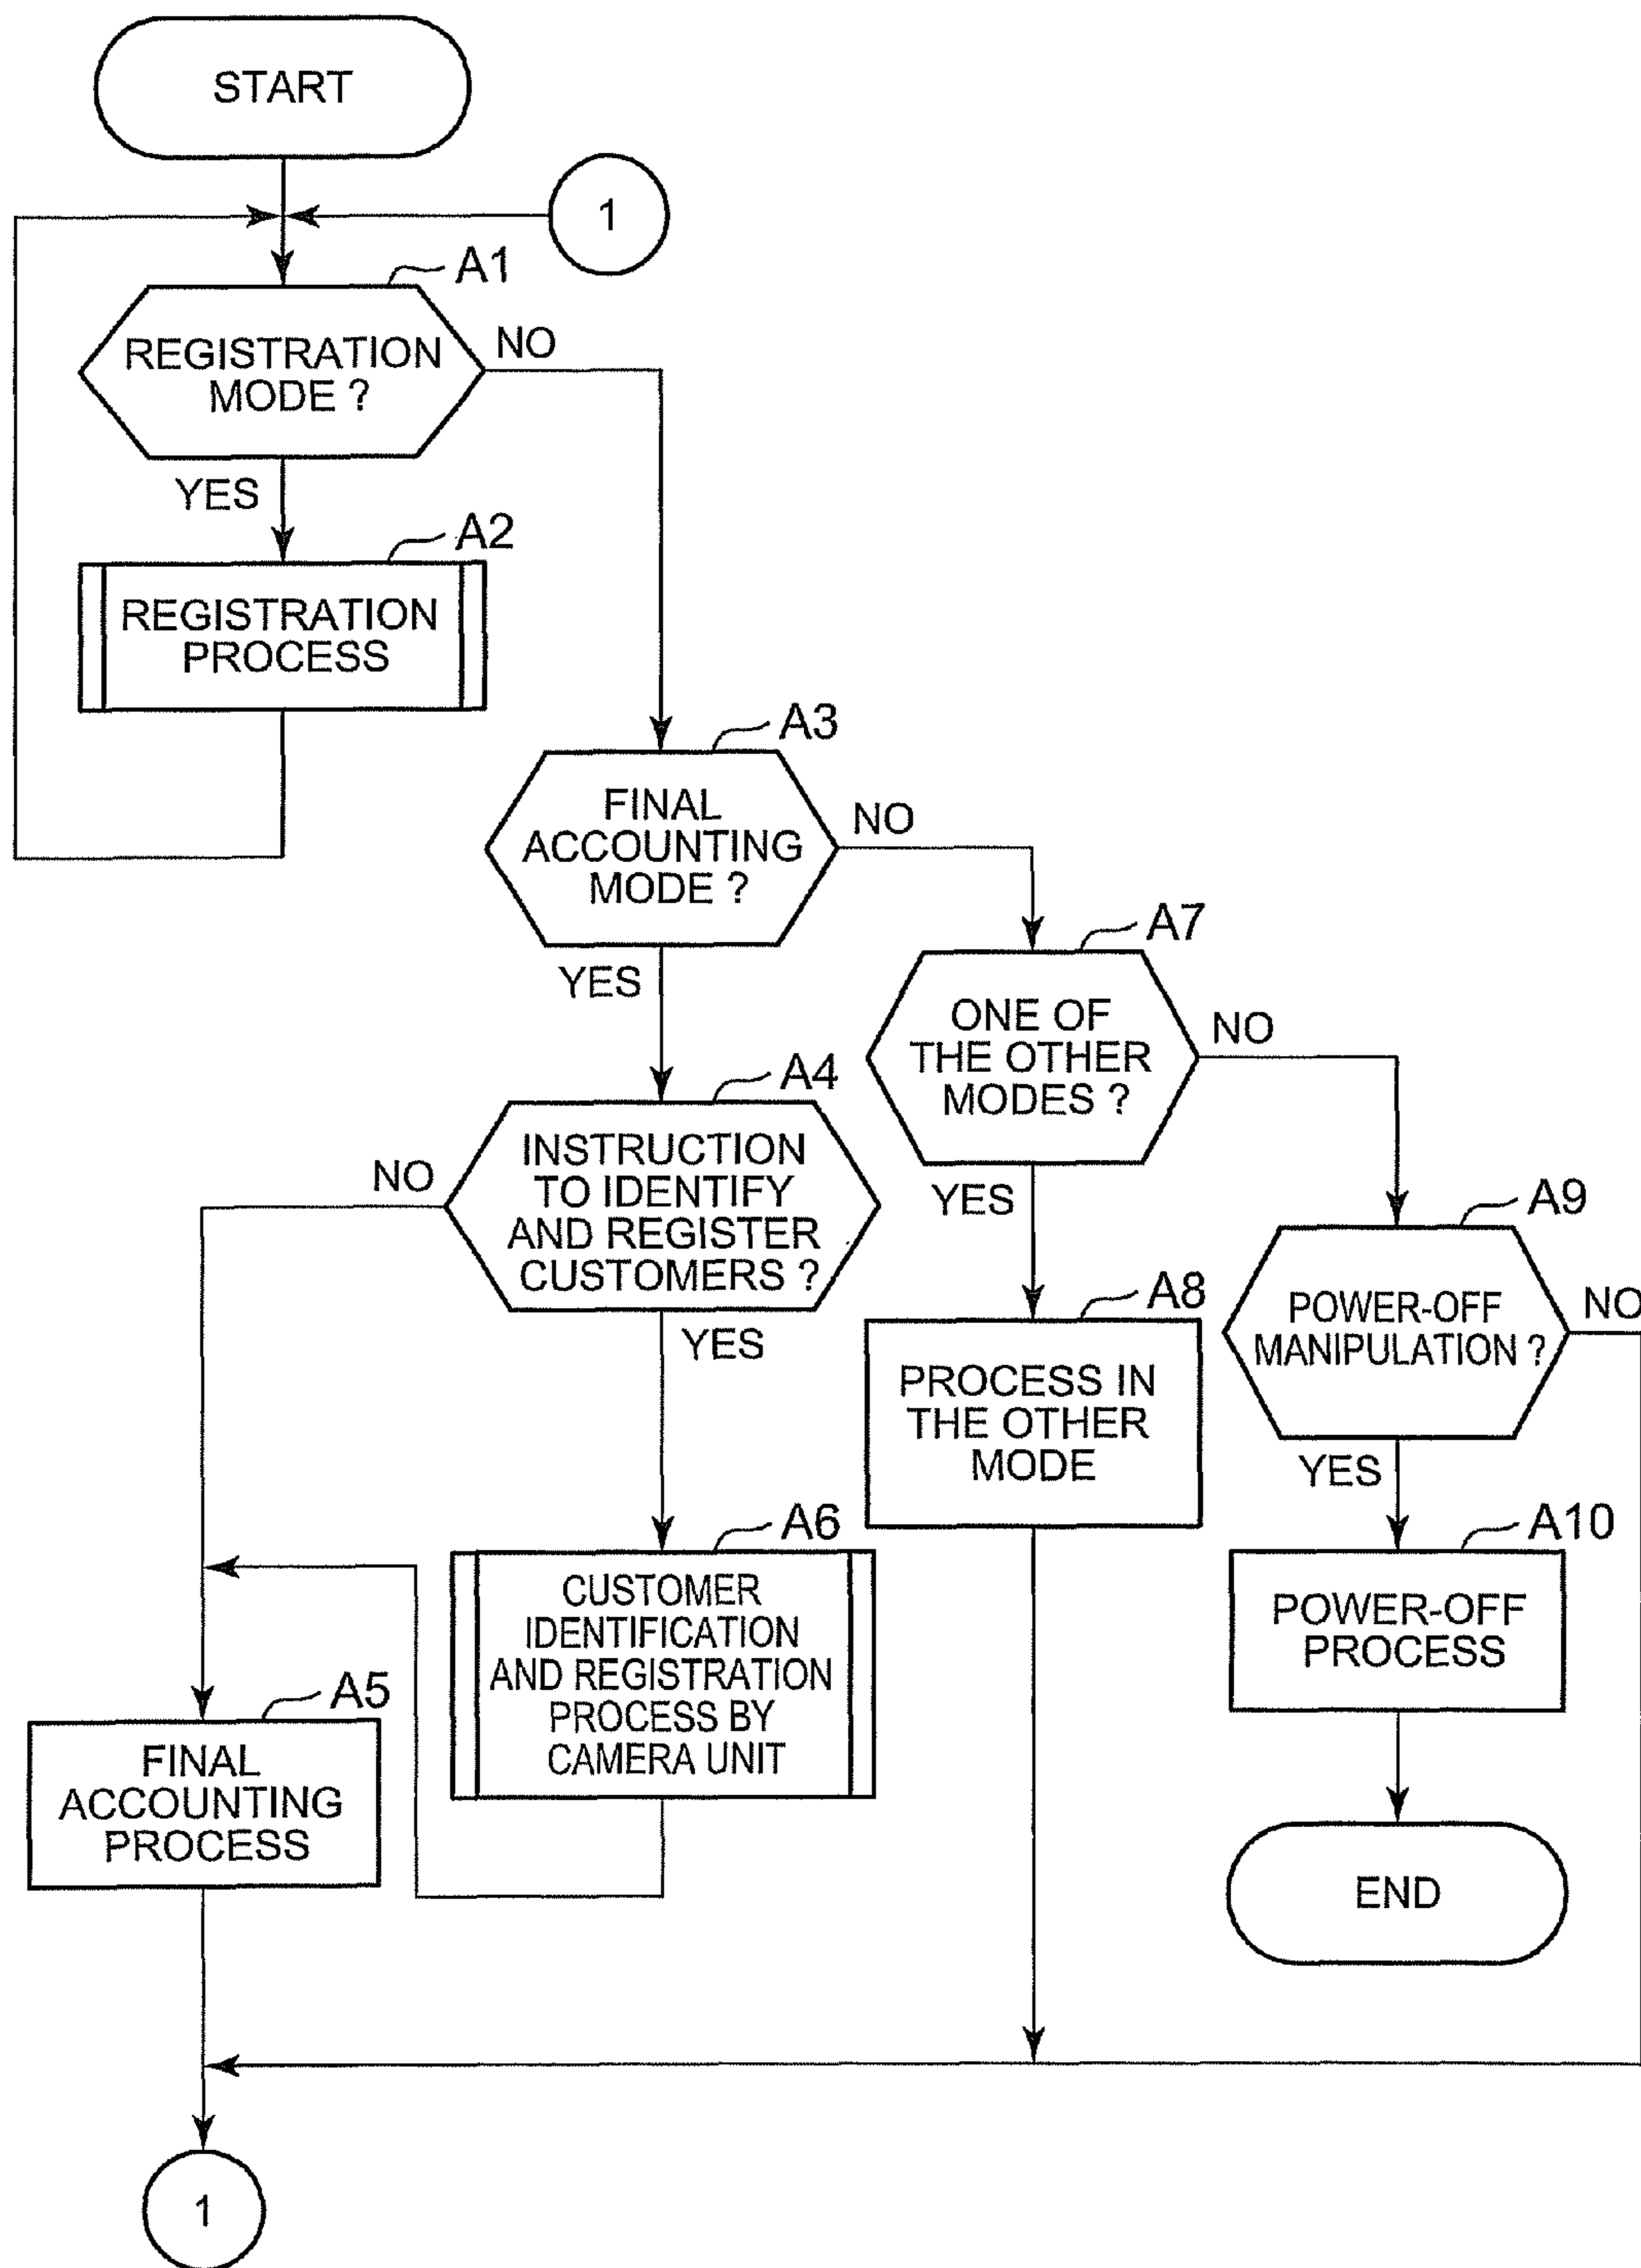 START
1
A1
REGISTRATION
MODE ?
NO
YES
A2
REGISTRATION
PROCESS
A3
FINAL
ACCOUNTING
MODE ?
NO
YES
A7
ONE OF
THE OTHER
MODES ?
NO
YES
A4
INSTRUCTION
TO IDENTIFY
AND REGISTER
CUSTOMERS ?
NO
YES
A9
POWER-OFF
MANIPULATION ?
NO
YES
A8
PROCESS IN
THE OTHER
MODE
A6
CUSTOMER
IDENTIFICATION
AND REGISTRATION
PROCESS BY
CAMERA UNIT
A10
POWER-OFF
PROCESS
A5
FINAL
ACCOUNTING
PROCESS
END
1